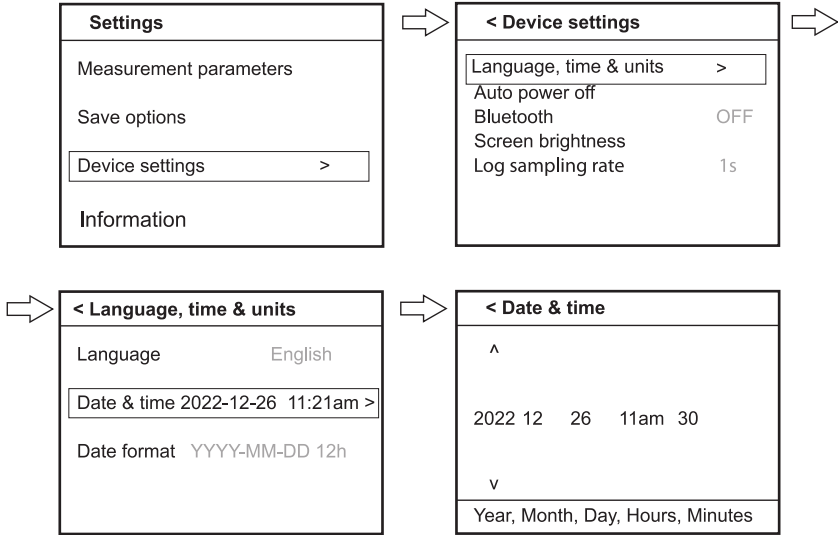 Settings
Measurement parameters
Save options
Device settings >
Information
< Device settings
Language, time & units >
Auto power off
Bluetooth OFF
Screen brightness
Log sampling rate 1s
< Language, time & units
Language English
Date & time 2022-12-26 11:21am >
Date format YYYY-MM-DD 12h
< Date & time
^
2022 12 26 11am 30
v
Year, Month, Day, Hours, Minutes